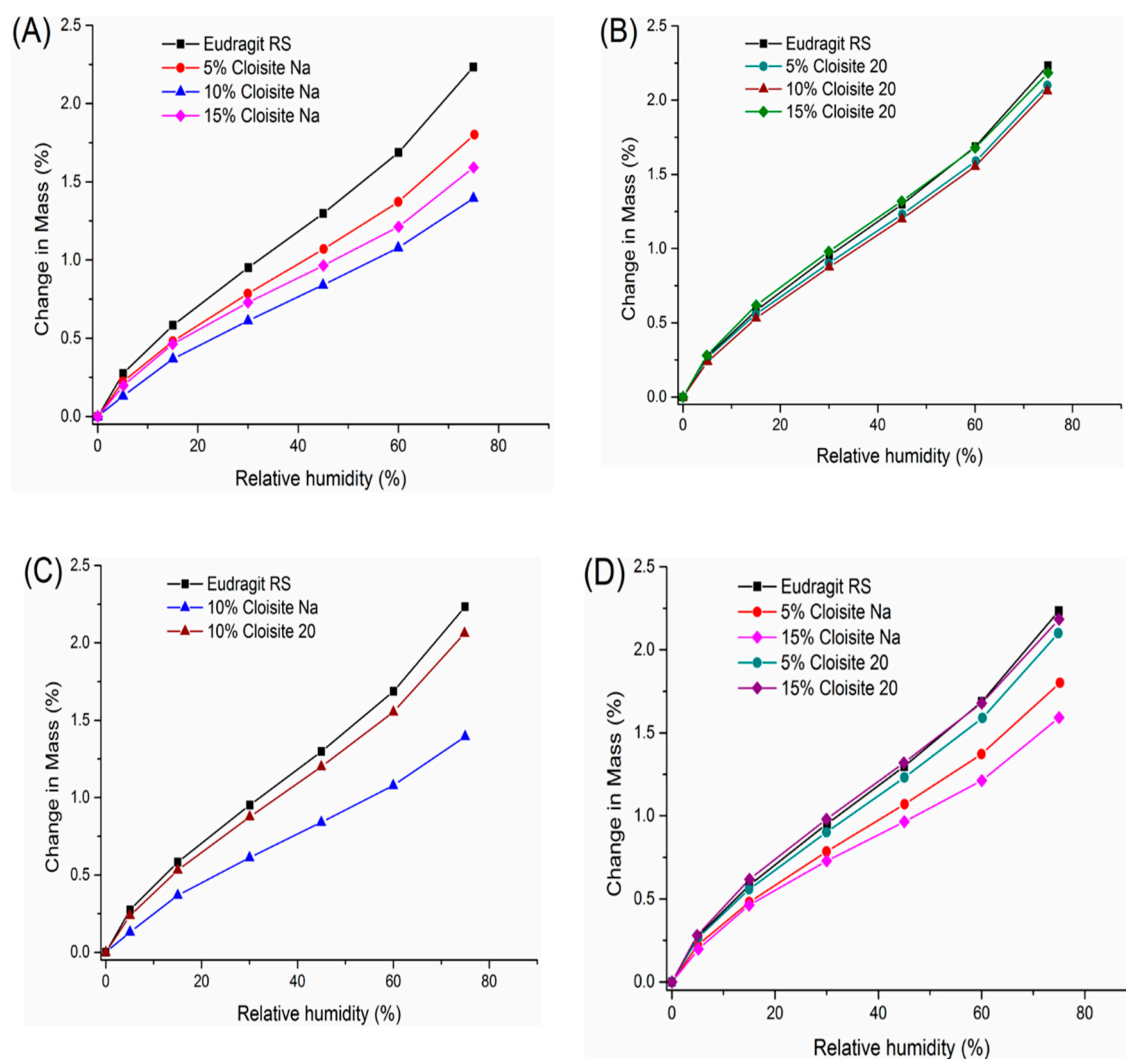 (A)
2.5
2.0
1.5
1.0
0.5
0.0
Change in Mass (%)
Eudragit RS
5% Cloisite Na
10% Cloisite Na
15% Cloisite Na
0 20 40 60 80
Relative humidity (%)
(B)
2.5
2.0
1.5
1.0
0.5
0.0
Change in Mass (%)
Eudragit RS
5% Cloisite 20
10% Cloisite 20
15% Cloisite 20
0 20 40 60 80
Relative humidity (%)
(C)
2.5
2.0
1.5
1.0
0.5
0.0
Change in Mass (%)
Eudragit RS
10% Cloisite Na
10% Cloisite 20
0 20 40 60 80
Relative humidity (%)
(D)
2.5
2.0
1.5
1.0
0.5
0.0
Change in Mass (%)
Eudragit RS
5% Cloisite Na
15% Cloisite Na
5% Cloisite 20
15% Cloisite 20
0 20 40 60 80
Relative humidity (%)